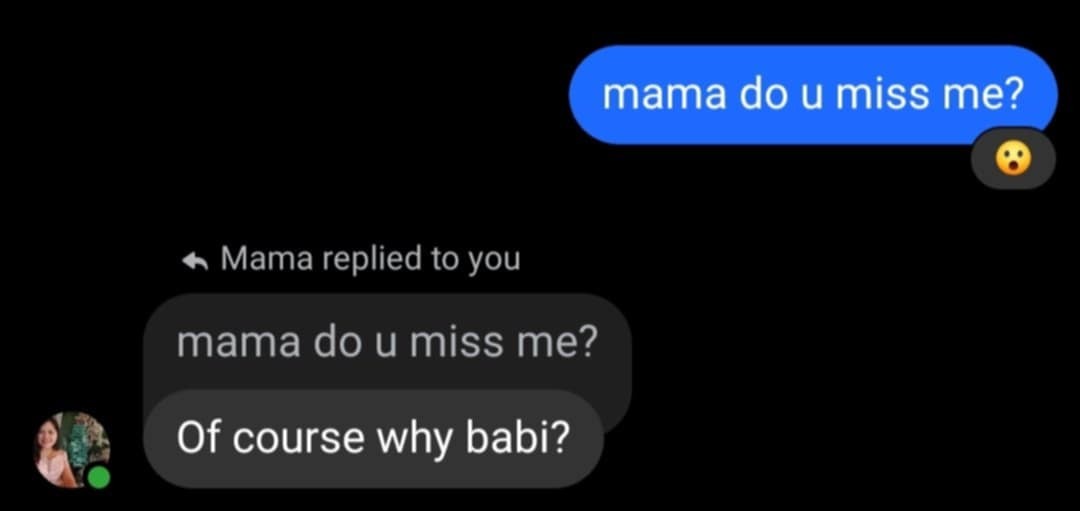 mama do u miss me?
Mama replied to you
mama do u miss me?
Of course why babi?